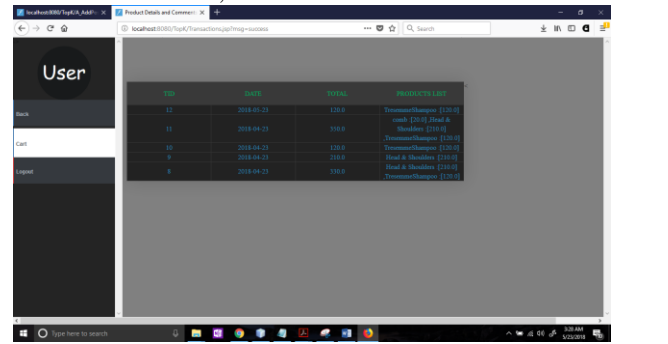 localhost:8080/TopK/A_AddPr
Product Details and Comment
localhost:8080/TopK/Transactions.jsp?msg=success
Search
User
Back
Cart
Logout
TID DATE TOTAL PRODUCTS LIST
12 2018-05-23 120.0 TresemmeShampoo [120.0]
comb [20.0] ,Head &
11 2018-04-23 350.0 Shoulders [210.0]
,TresemmeShampoo [120.0]
10 2018-04-23 120.0 TresemmeShampoo [120.0]
9 2018-04-23 210.0 Head & Shoulders [210.0]
8 2018-04-23 330.0 Head & Shoulders [210.0]
,TresemmeShampoo [120.0]
Type here to search
3:20 AM
5/23/2018